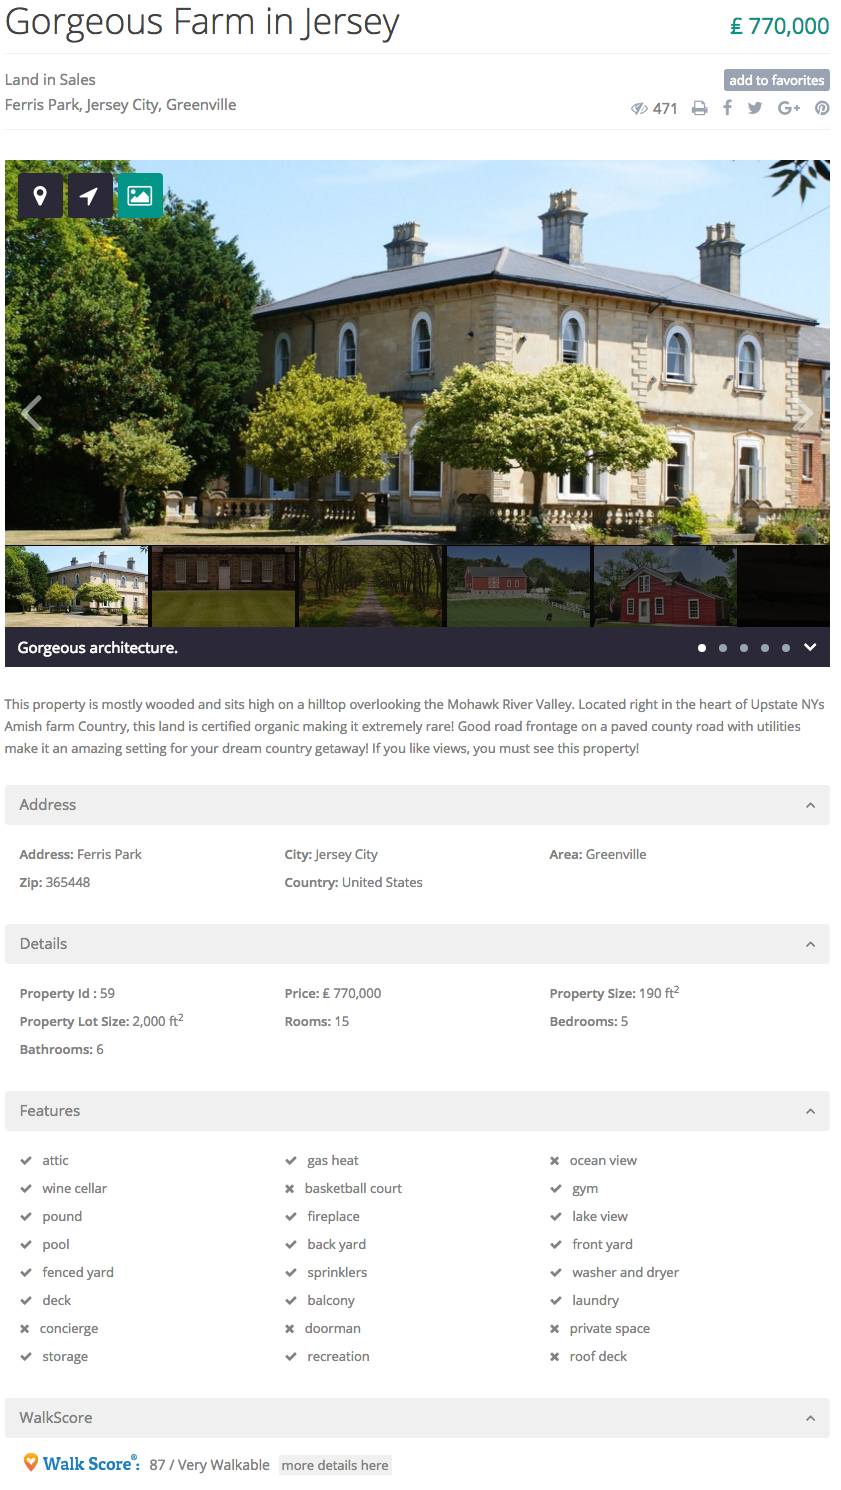 Gorgeous Farm in Jersey
₤ 770,000
Land in Sales
add to favorites
Ferris Park, Jersey City, Greenville
471
G+
Gorgeous architecture.
This property is mostly wooded and sits high on a hilltop overlooking the Mohawk River Valley. Located right in the heart of Upstate NYs
Amish farm Country, this land is certified organic making it extremely rare! Good road frontage on a paved county road with utilities
make it an amazing setting for your dream country getaway! If you like views, you must see this property!
Address
Address: Ferris Park City: Jersey City Area: Greenville
Zip: 365448 Country: United States
Details
Property Id : 59 Price: ₤ 770,000 Property Size: 190 ft²
Property Lot Size: 2,000 ft² Rooms: 15 Bedrooms: 5
Bathrooms: 6
Features
attic gas heat ocean view
wine cellar basketball court gym
pound fireplace lake view
pool back yard front yard
fenced yard sprinklers washer and dryer
deck balcony laundry
concierge doorman private space
storage recreation roof deck
WalkScore
Walk Score®: 87 / Very Walkable more details here